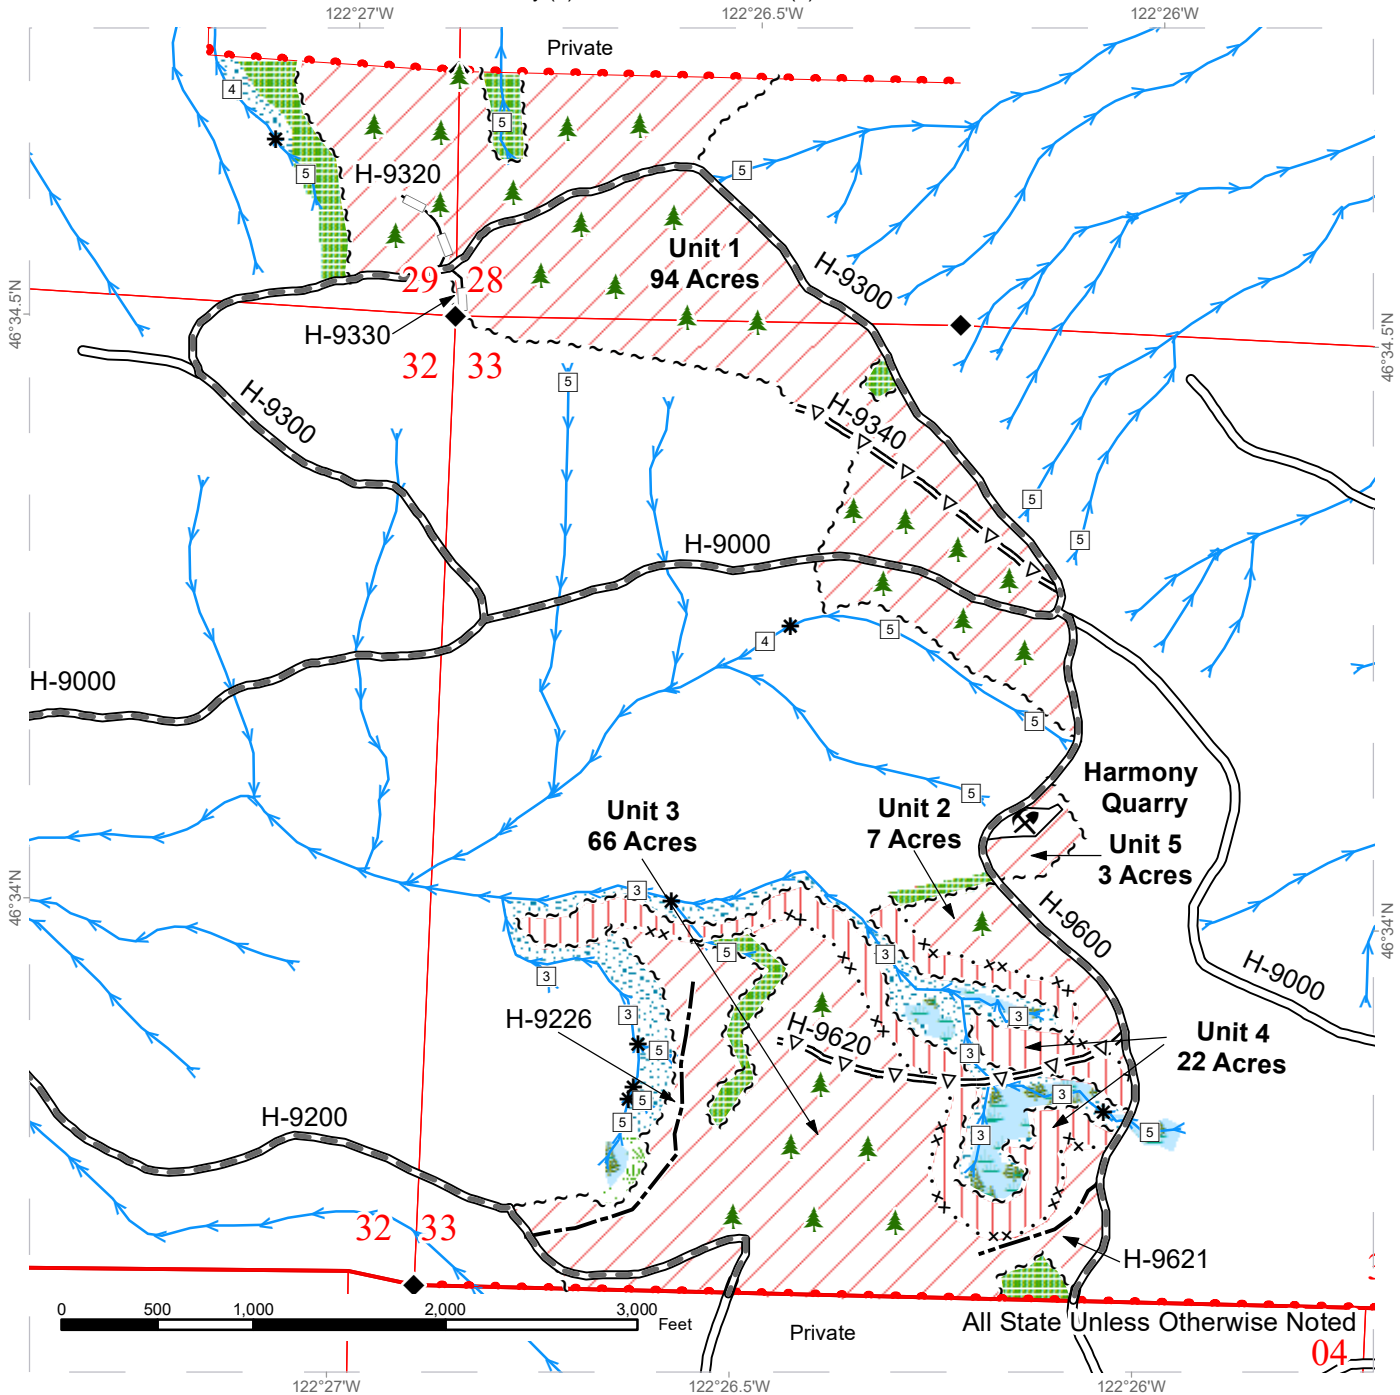 122°27'W
122°26.5'W
122°26'W
Private
4
5
5
5
H-9320
Unit 1
94 Acres
H-9300
29
28
46°34.5'N
46°34.5'N
H-9330
32
33
5
H-9300
H-9340
5
5
H-9000
4
5
H-9000
5
Harmony
Quarry
5
Unit 3
66 Acres
Unit 2
7 Acres
Unit 5
3 Acres
46°34'N
46°34'N
3
H-9600
5
3
3
H-9000
3
3
H-9226
H-9620
Unit 4
22 Acres
5
3
5
3
H-9200
5
3
5
32
33
H-9621
0
500
1,000
2,000
3,000
Feet
Private
All State Unless Otherwise Noted
04
122°27'W
122°26.5'W
122°26'W